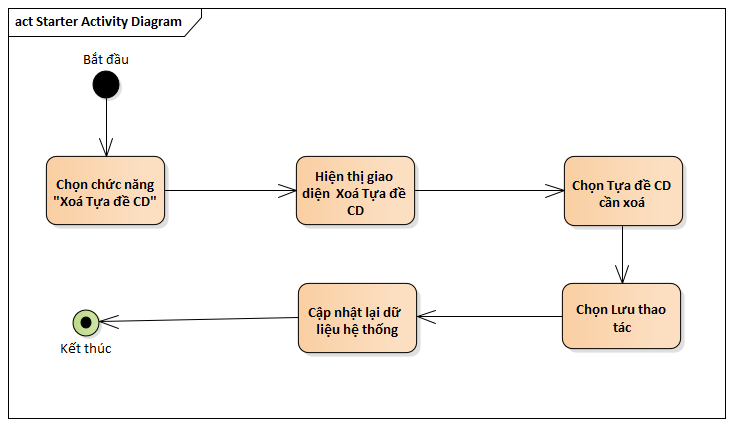 act Starter Activity Diagram
Bắt đầu
Chọn chức năng
"Xoá Tựa đề CD"
Hiện thị giao
diện Xoá Tựa đề
CD
Chọn Tựa đề CD
cần xoá
Chọn Lưu thao
tác
Cập nhật lại dữ
liệu hệ thống
Kết thúc